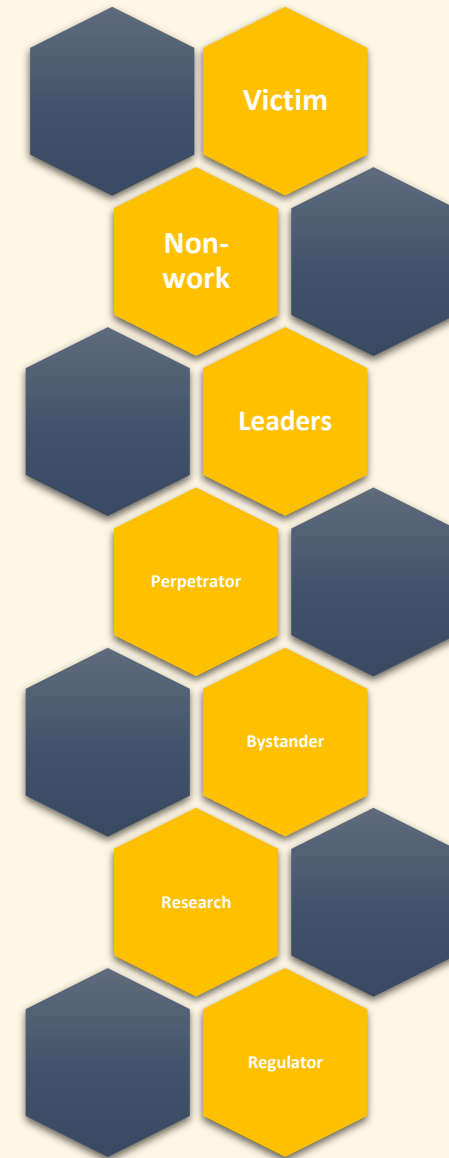 Victim
Non-
work
Leaders
Perpetrator
Bystander
Research
Regulator